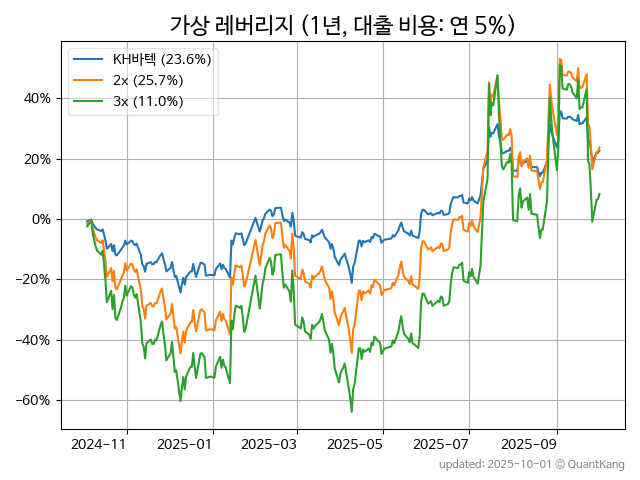 가상 레버리지 (1년, 대출 비용: 연 5%)
KH바텍 (23.6%)
2x (25.7%)
3x (11.0%)
40%
20%
0%
−20%
−40%
−60%
2024-11 2025-01 2025-03 2025-05 2025-07 2025-09
updated: 2025-10-01 © QuantKang